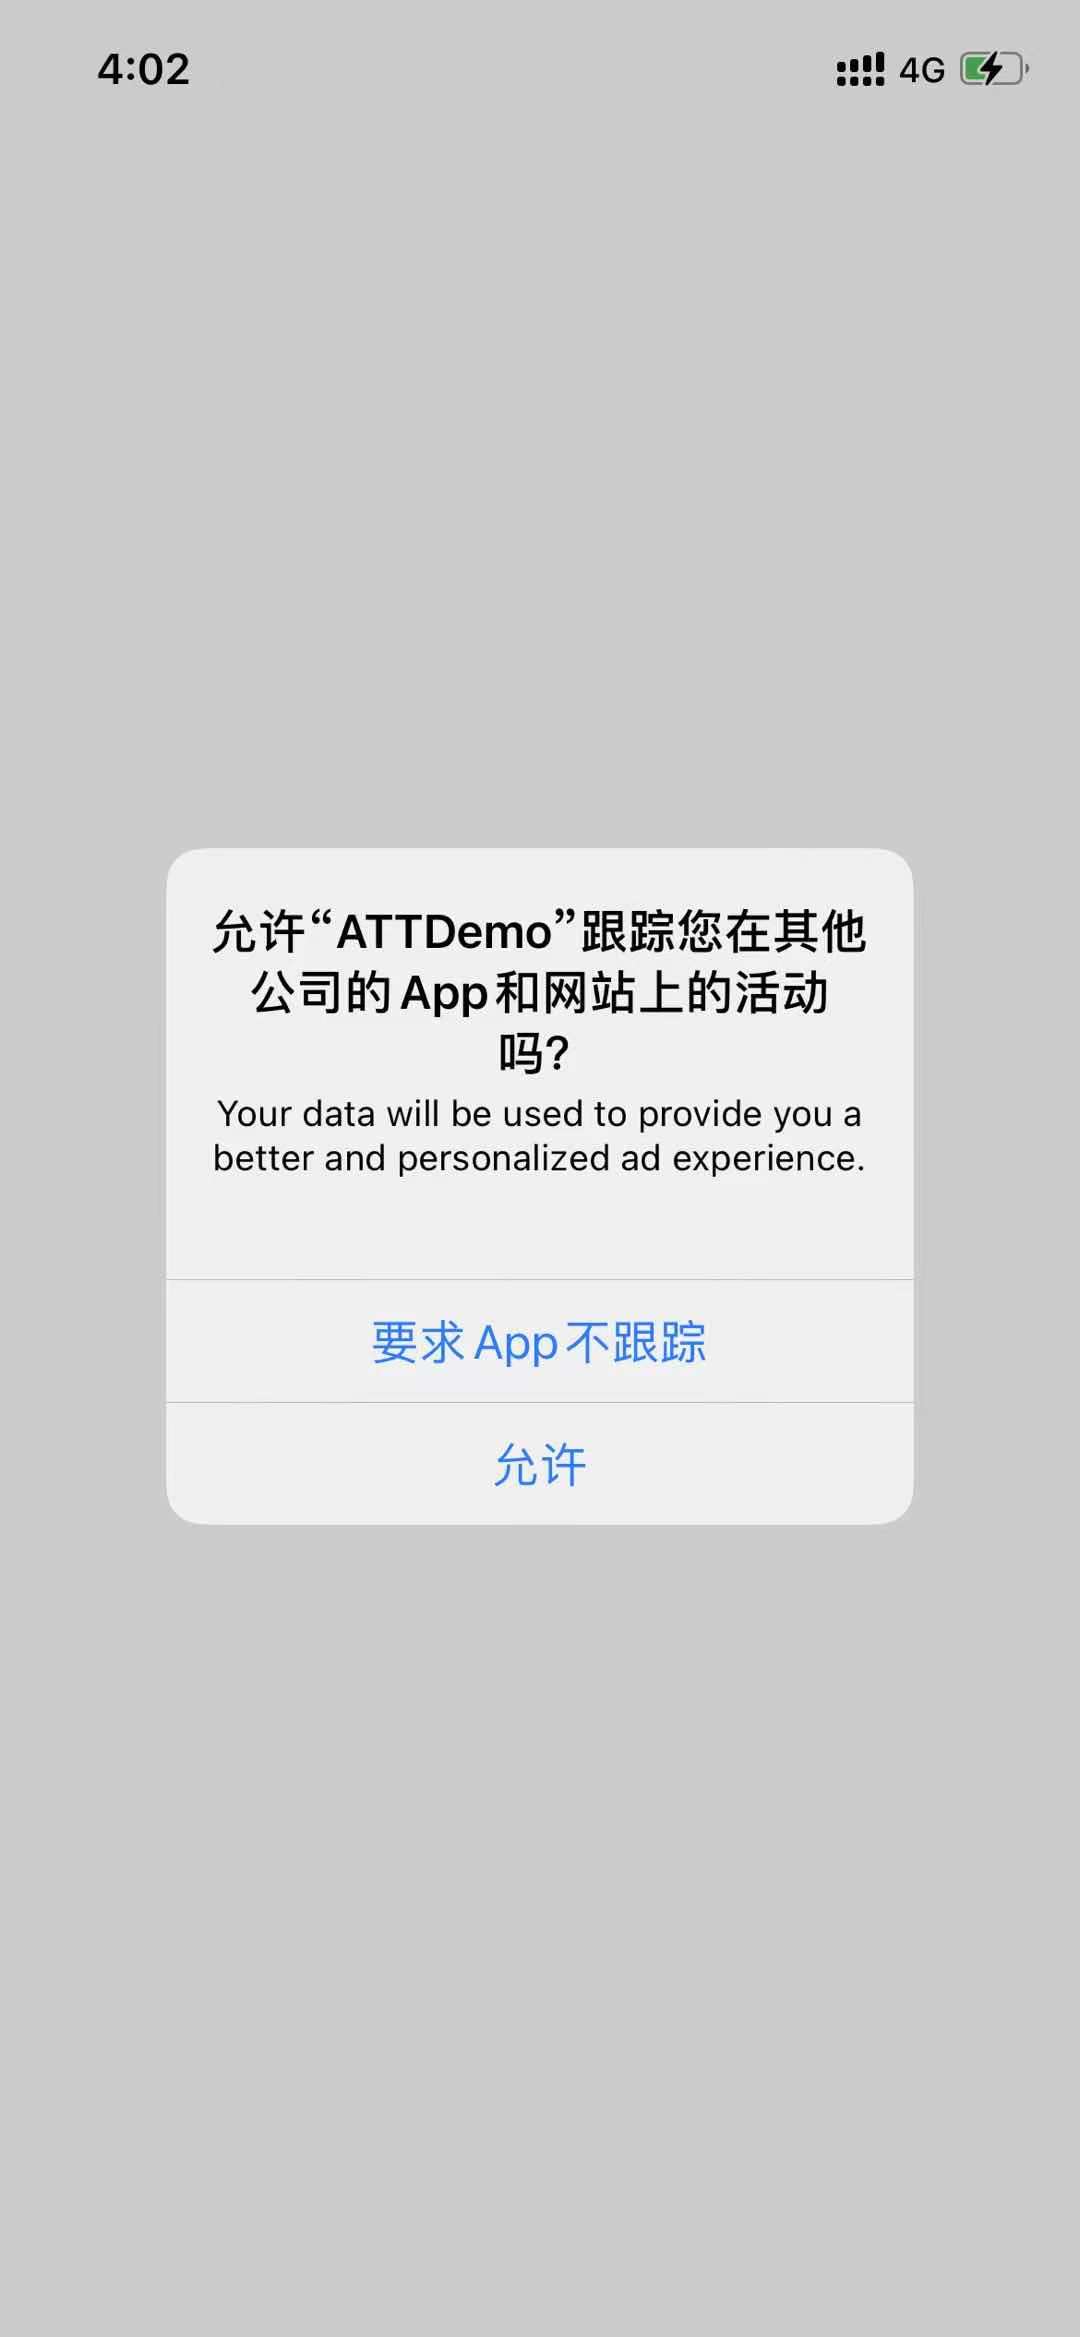 4:02
4G
允许“ATTDemo”跟踪您在其他
公司的App和网站上的活动
吗?
Your data will be used to provide you a
better and personalized ad experience.
要求App不跟踪
允许